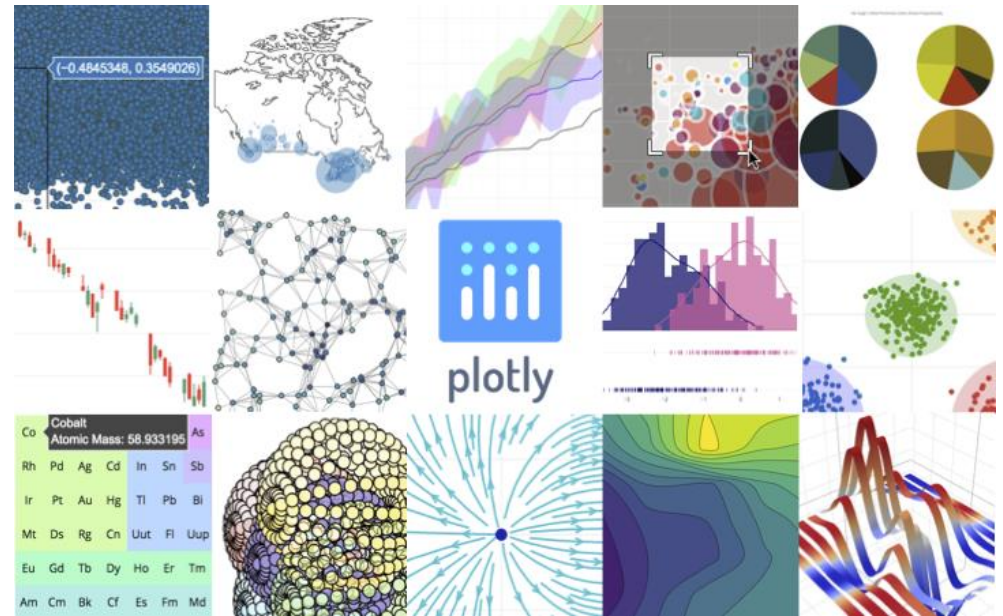 (−0.4845348, 0.3549026)
plotly
Cobalt
Atomic Mass: 58.933195
Co As
Rh Pd Ag Cd In Sn Sb
Ir Pt Au Hg Tl Pb Bi
Mt Ds Rg Cn Uut Fl Uup
Eu Gd Tb Dy Ho Er Tm
Am Cm Bk Cf Es Fm Md